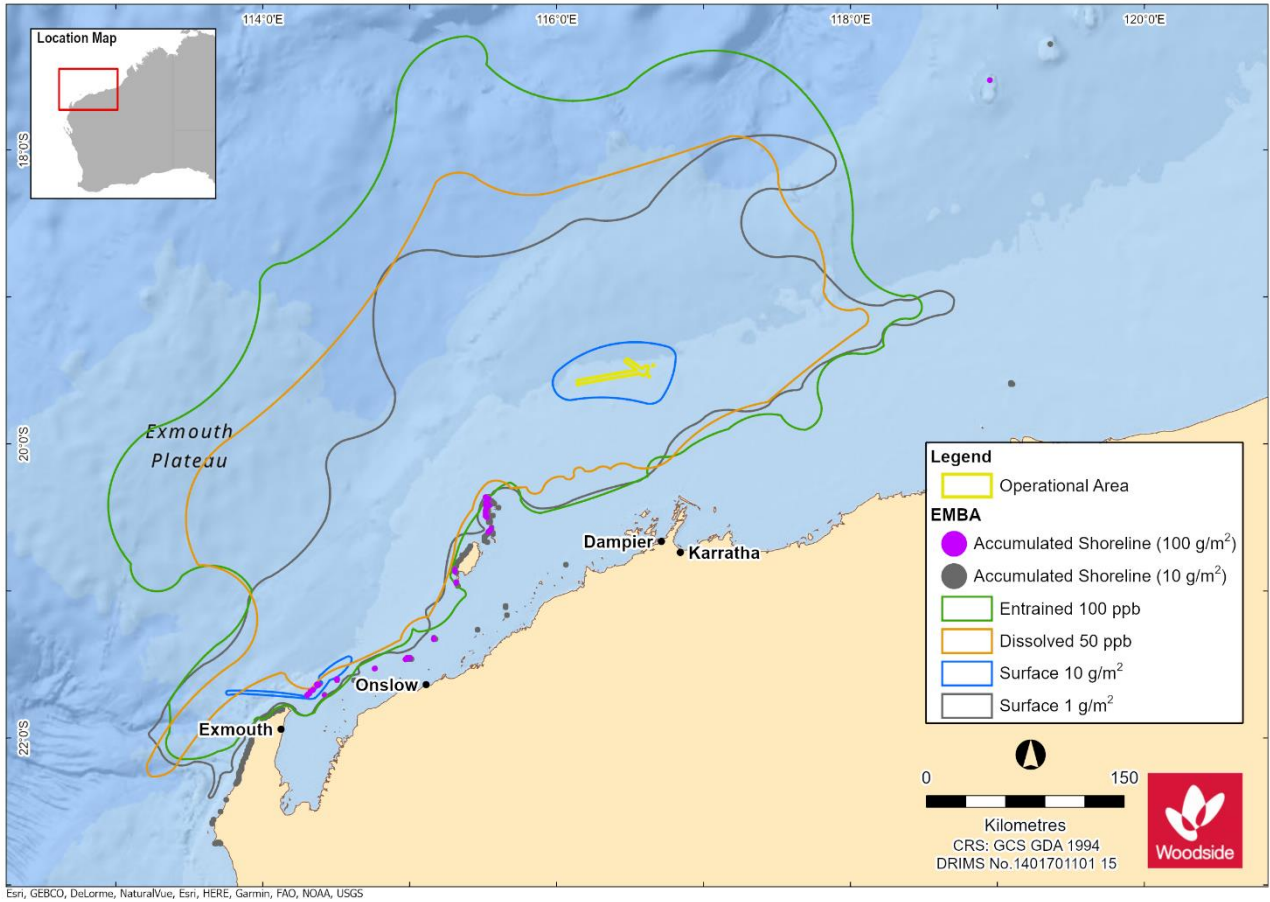 114°0'E
116°0'E
118°0'E
120°0'E
Location Map
18°0'S
20°0'S
22°0'S
Exmouth
Plateau
Dampier
Karratha
Onslow
Exmouth
Legend
Operational Area
EMBA
Accumulated Shoreline (100 g/m²)
Accumulated Shoreline (10 g/m²)
Entrained 100 ppb
Dissolved 50 ppb
Surface 10 g/m²
Surface 1 g/m²
0 150
Kilometres
CRS: GCS GDA 1994
DRIMS No.1401701101 15
Woodside
Esri, GEBCO, DeLorme, NaturalVue, Esri, HERE, Garmin, FAO, NOAA, USGS